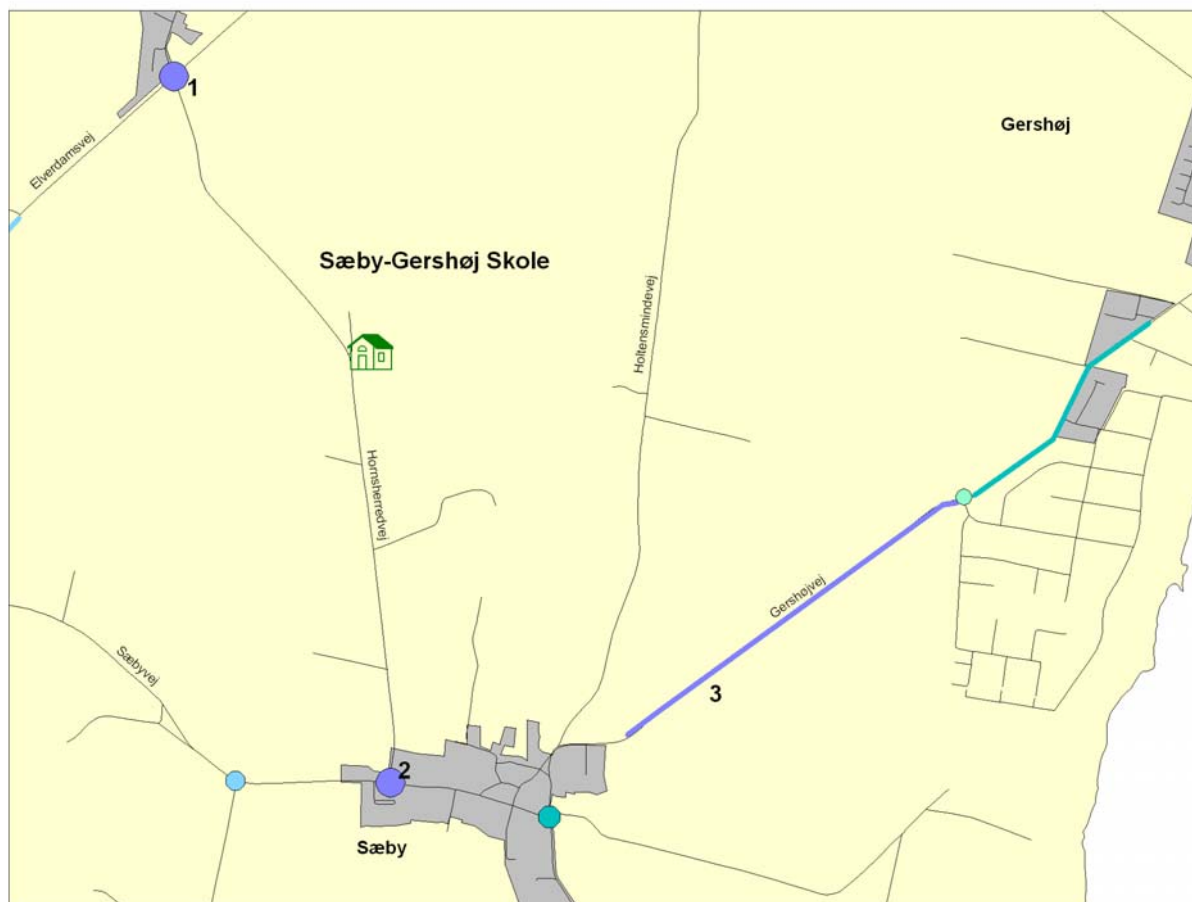 1
Gershøj
Elverdamsvej
Sæby-Gershøj Skole
Holtensmindevej
Hornsherredvej
Gershøjvej
Sæbyvej
3
2
Sæby